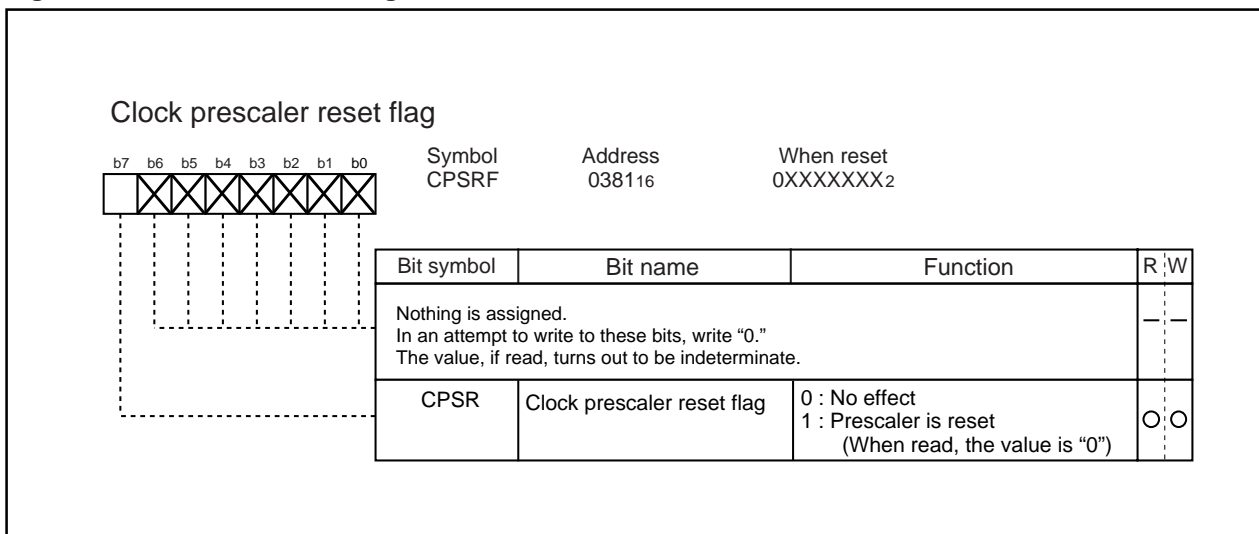 Clock prescaler reset flag
b7 b6 b5 b4 b3 b2 b1 b0
Symbol Address When reset
CPSRF 038116 0XXXXXXX2
Bit symbol Bit name Function R W
Nothing is assigned.
In an attempt to write to these bits, write “0.”
The value, if read, turns out to be indeterminate.
— —
CPSR Clock prescaler reset flag 0 : No effect
1 : Prescaler is reset
(When read, the value is “0”)
O O